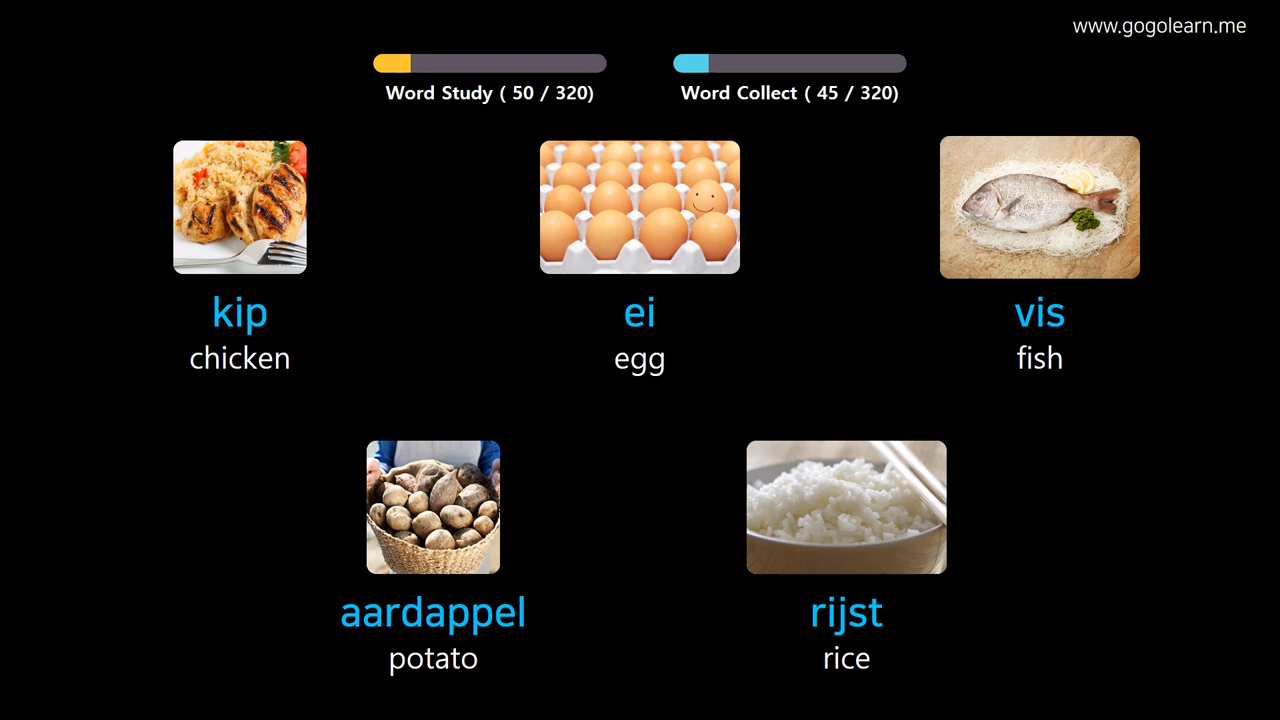 www.gogolearn.me
Word Study ( 50 / 320)
Word Collect ( 45 / 320)
kip
chicken
ei
egg
vis
fish
aardappel
potato
rijst
rice